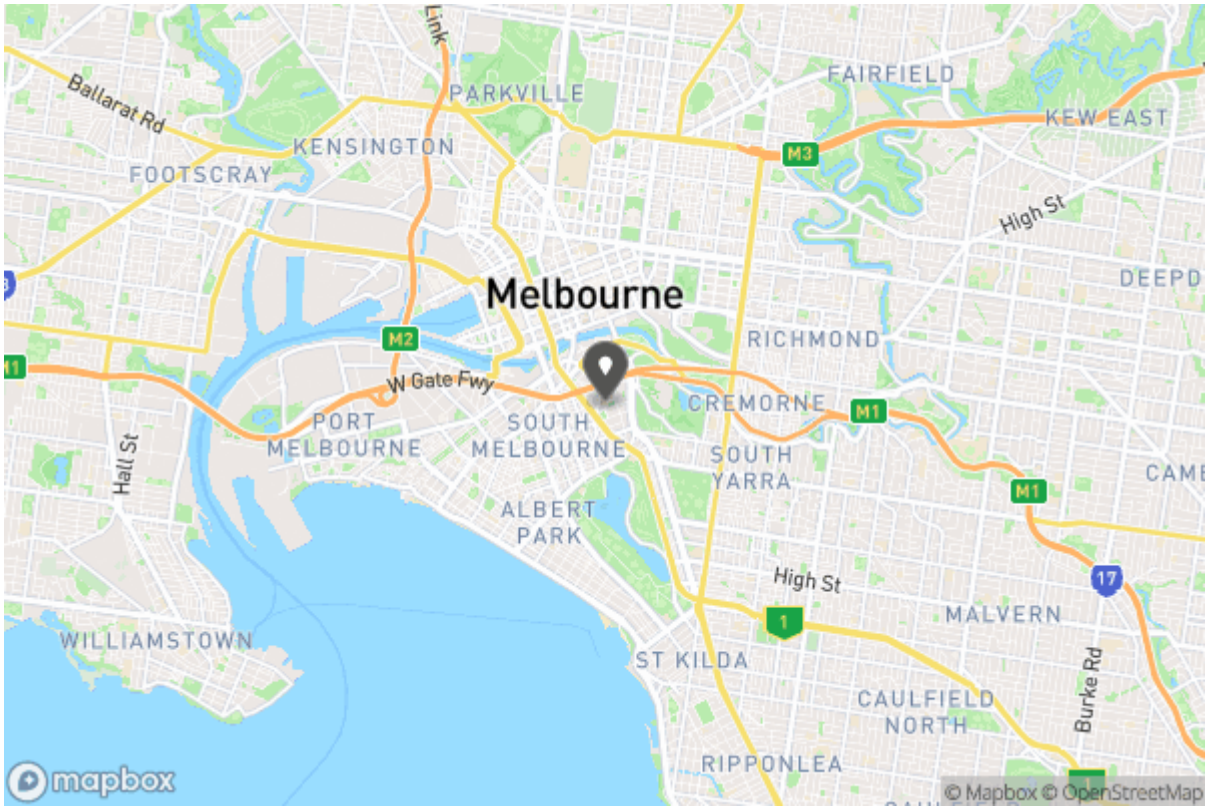 Link
Ballarat Rd
PARKVILLE
FAIRFIELD
KEW EAST
KENSINGTON
M3
FOOTSCRAY
High St
DEEPD
Melbourne
M2
RICHMOND
M1
W Gate Fwy
CREMORNE
M1
PORT
MELBOURNE
SOUTH
MELBOURNE
Hall St
SOUTH
YARRA
CAMB
M1
ALBERT
PARK
High St
17
MALVERN
1
WILLIAMSTOWN
ST KILDA
Burke Rd
CAULFIELD
NORTH
RIPPONLEA
mapbox
© Mapbox © OpenStreetMap